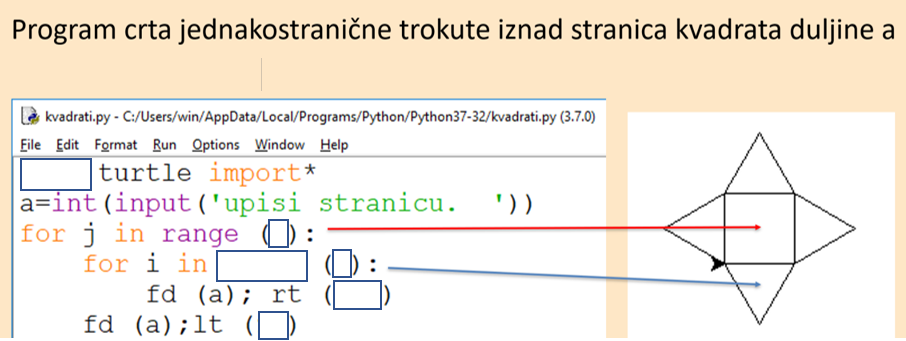 Program crta jednakostranične trokute iznad stranica kvadrata duljine a
kvadrati.py - C:/Users/win/AppData/Local/Programs/Python/Python37-32/kvadrati.py (3.7.0)
File Edit Format Run Options Window Help
turtle import*
a=int(input('upisi stranicu.  '))
for j in range ( ):
for i in ( ):
fd (a); rt ( )
fd (a);lt ( )